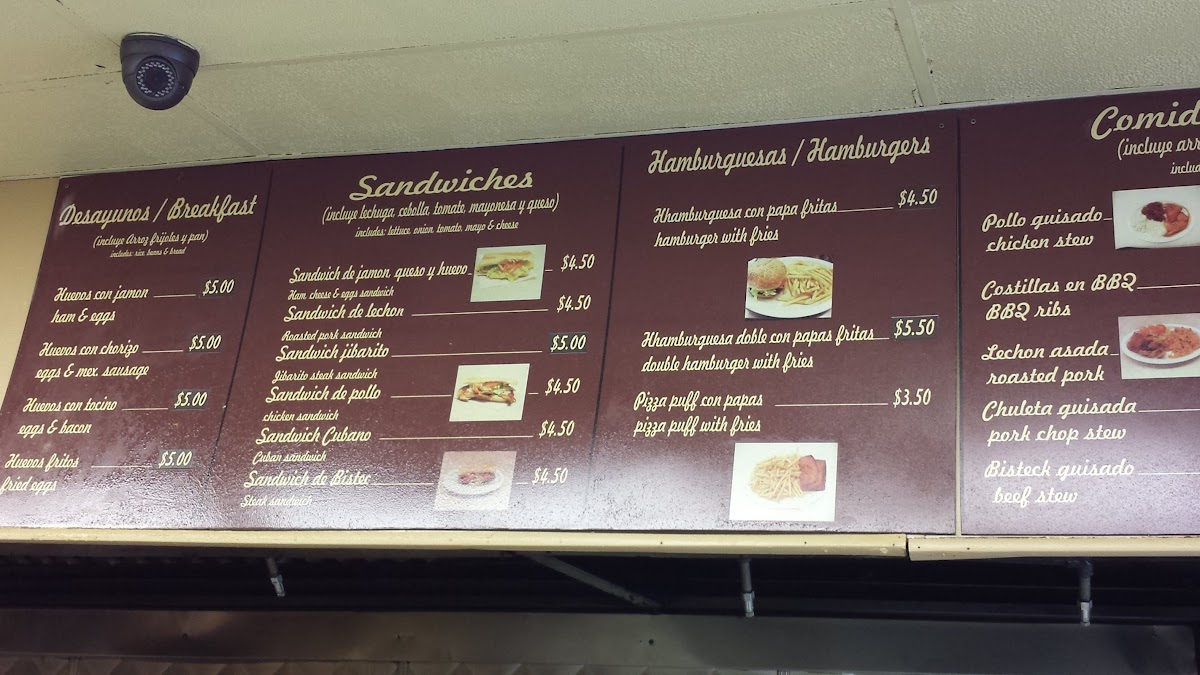 Desayunos / Breakfast
(incluye Arroz frijoles y pan)
includes: rice, beans & bread
Huevos con jamon $5.00
ham & eggs
Huevos con chorizo $5.00
eggs & mex. sausage
Huevos con tocino $5.00
eggs & bacon
Huevos fritos $5.00
fried eggs
Sandwiches
(incluye lechuga, cebolla, tomate, mayonesa y queso)
includes: lettuce, onion, tomato, mayo & cheese
Sandwich de jamon, queso y huevo $4.50
Ham, cheese & eggs sandwich
Sandwich de lechon $4.50
Roasted pork sandwich
Sandwich jibarito $5.00
Jibarito steak sandwich
Sandwich de pollo $4.50
chicken sandwich
Sandwich Cubano $4.50
Cuban sandwich
Sandwich de Bistec $4.50
Steak sandwich
Hamburguesas / Hamburgers
Hhamburguesa con papa fritas $4.50
hamburger with fries
Hhamburguesa doble con papas fritas $5.50
double hamburger with fries
Pizza puff con papas $3.50
pizza puff with fries
Comid
(incluye arr
inclu
Pollo guisado
chicken stew
Costillas en BBQ
BBQ ribs
Lechon asada
roasted pork
Chuleta guisada
pork chop stew
Bisteck guisado
beef stew